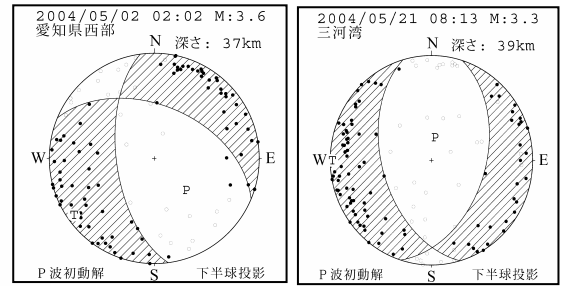 2004/05/02 02:02 M:3.6
愛知県西部
N
深さ: 37km
W
E
P
T
S
P波初動解
下半球投影
2004/05/21 08:13 M:3.3
三河湾
N
深さ: 39km
P
W
T
E
S
P波初動解
下半球投影